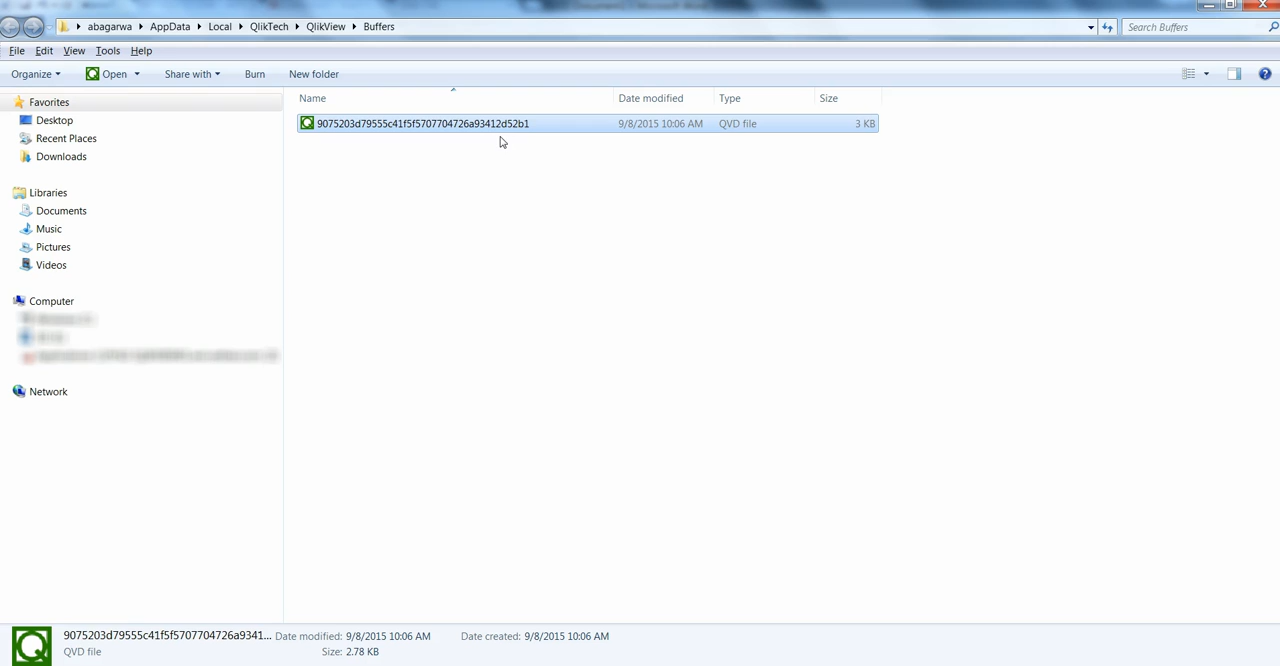 abagarwa AppData Local QlikTech QlikView Buffers Search Buffers
File Edit View Tools Help
Organize Open Share with Burn New folder
Name Date modified Type Size
9075203d79555c41f5f5707704726a93412d52b1 9/8/2015 10:06 AM QVD file 3 KB
Favorites
Desktop
Recent Places
Downloads
Libraries
Documents
Music
Pictures
Videos
Computer
Network
9075203d79555c41f5f5707704726a9341... Date modified: 9/8/2015 10:06 AM Date created: 9/8/2015 10:06 AM
QVD file Size: 2.78 KB